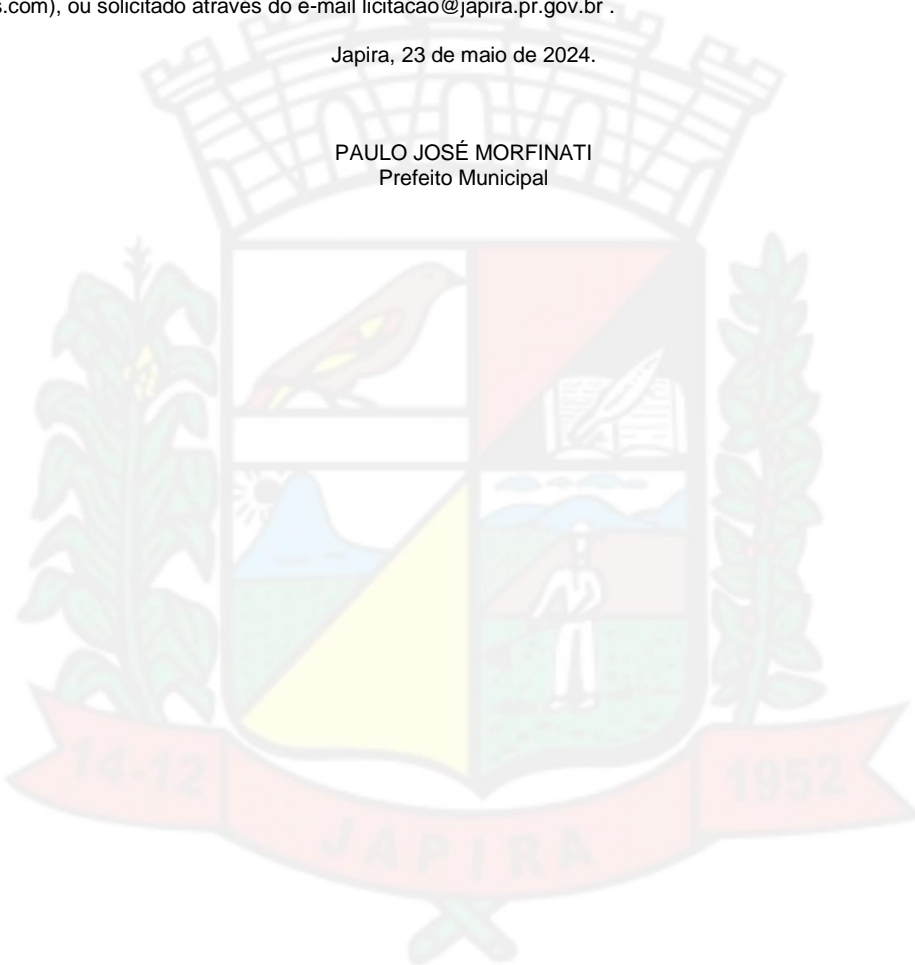 s.com), ou solicitado através do e-mail licitacao@japira.pr.gov.br .
Japira, 23 de maio de 2024.
PAULO JOSÉ MORFINATI
Prefeito Municipal
14-12
1952
JAPIRA